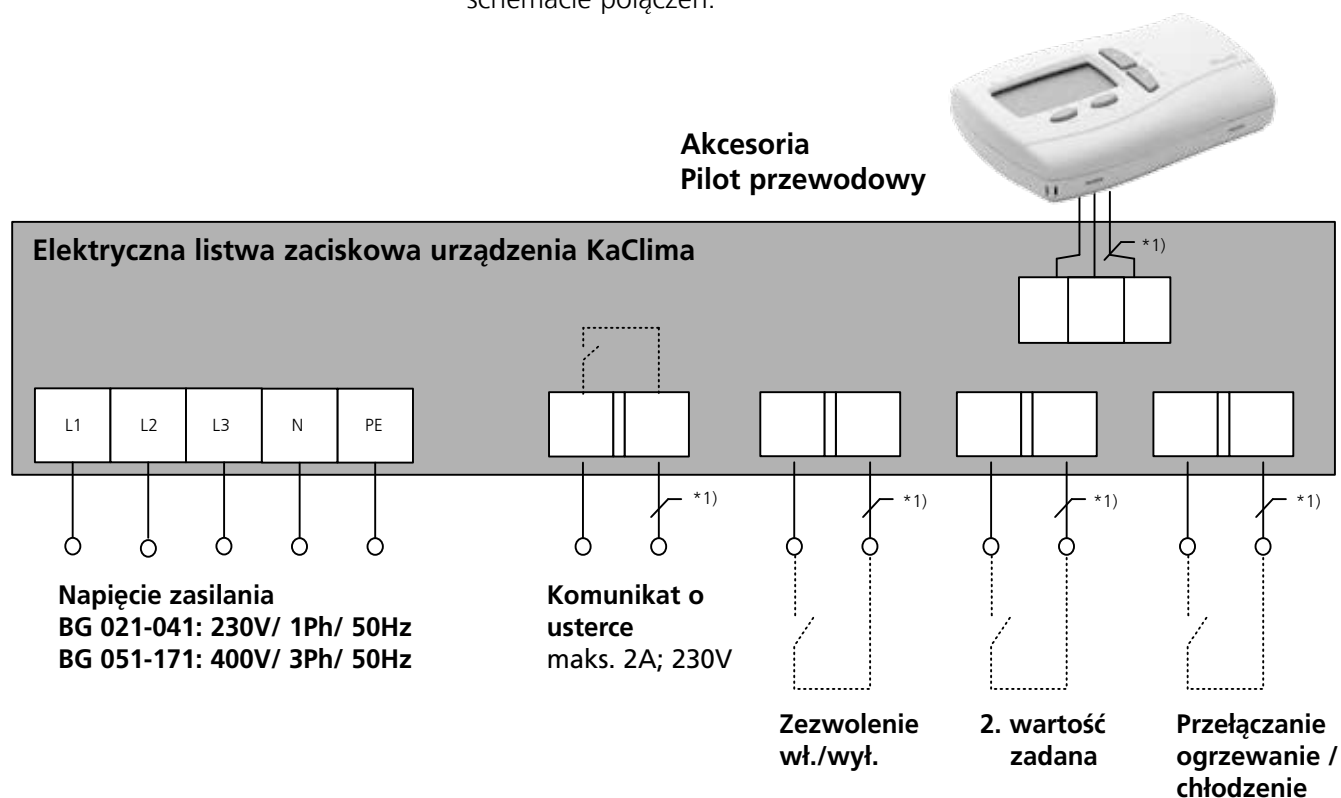 schemacie połączeń.
Akcesoria
Pilot przewodowy
Elektryczna listwa zaciskowa urządzenia KaClima
*1)
L1 L2 L3 N PE
*1) *1) *1) *1)
Napięcie zasilania
BG 021-041: 230V/ 1Ph/ 50Hz
BG 051-171: 400V/ 3Ph/ 50Hz
Komunikat o
usterce
maks. 2A; 230V
Zezwolenie
wł./wył.
2. wartość
zadana
Przełączanie
ogrzewanie /
chłodzenie